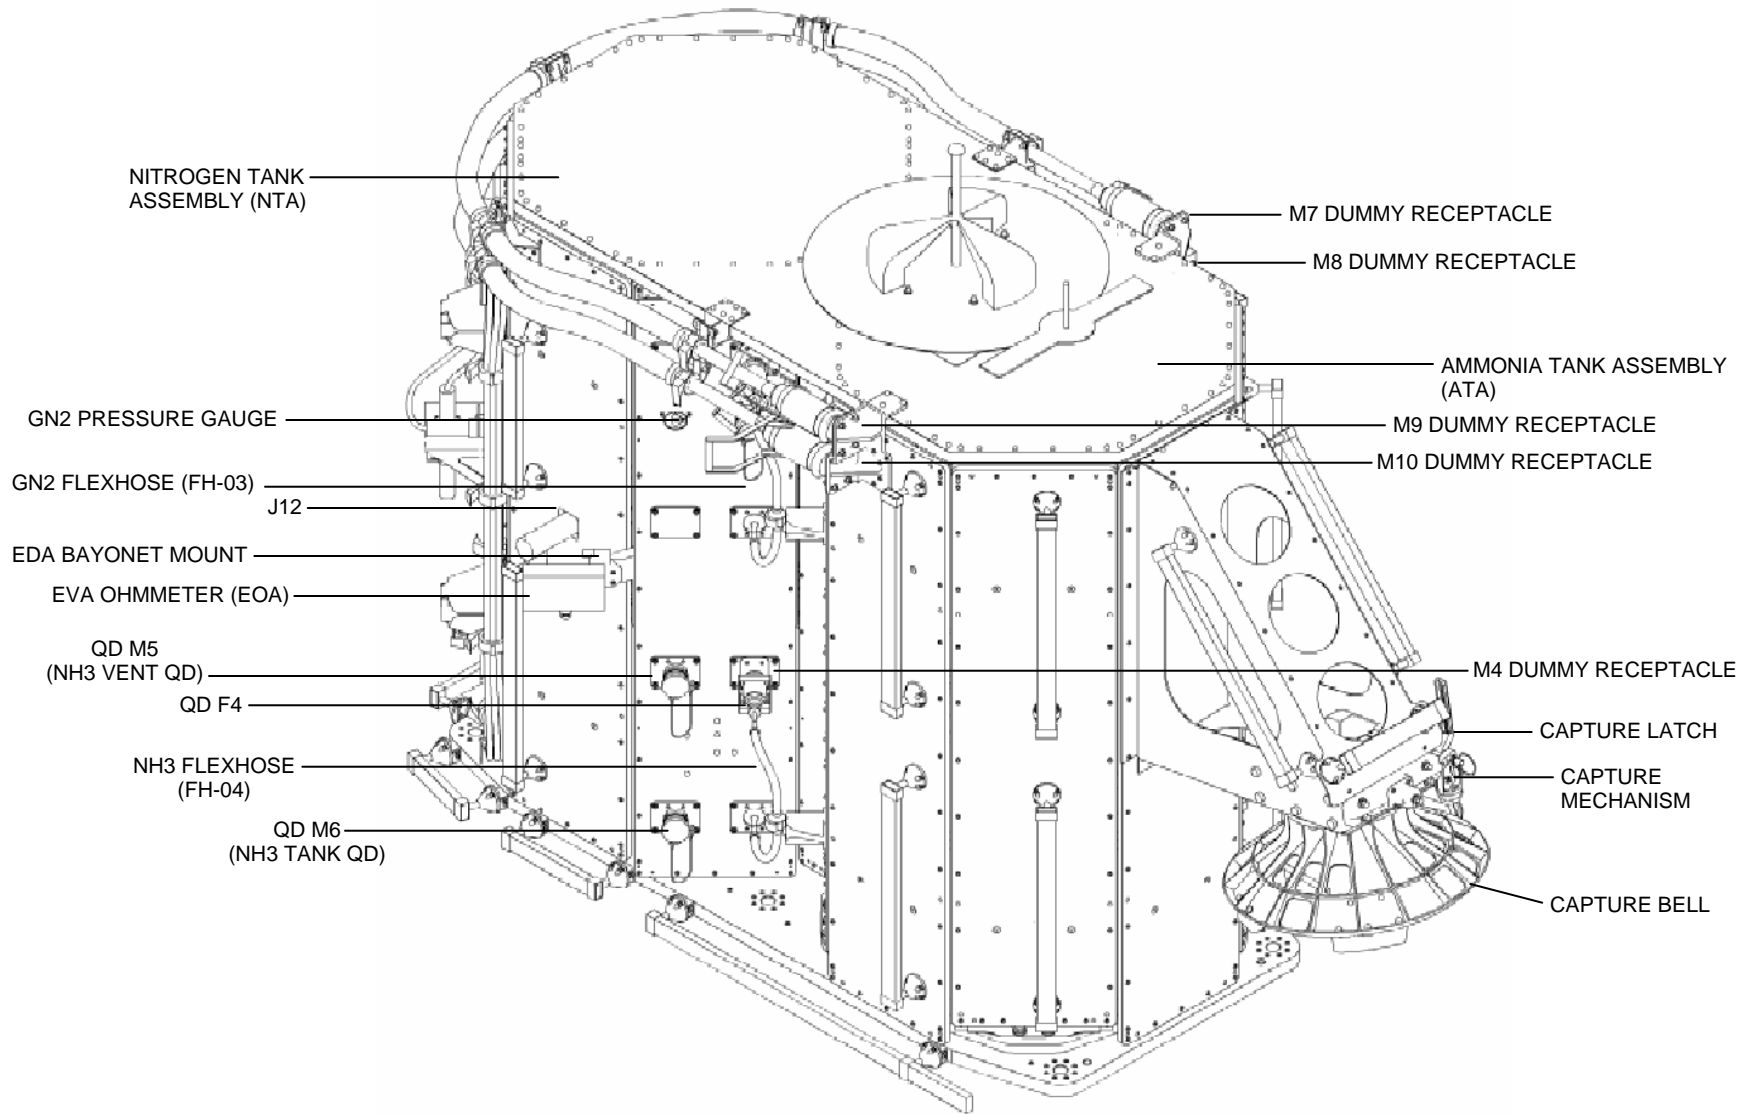 NITROGEN TANK
ASSEMBLY (NTA)
GN2 PRESSURE GAUGE
GN2 FLEXHOSE (FH-03)
J12
EDA BAYONET MOUNT
EVA OHMMETER (EOA)
QD M5
(NH3 VENT QD)
QD F4
NH3 FLEXHOSE
(FH-04)
QD M6
(NH3 TANK QD)
M7 DUMMY RECEPTACLE
M8 DUMMY RECEPTACLE
AMMONIA TANK ASSEMBLY
(ATA)
M9 DUMMY RECEPTACLE
M10 DUMMY RECEPTACLE
M4 DUMMY RECEPTACLE
CAPTURE LATCH
CAPTURE
MECHANISM
CAPTURE BELL